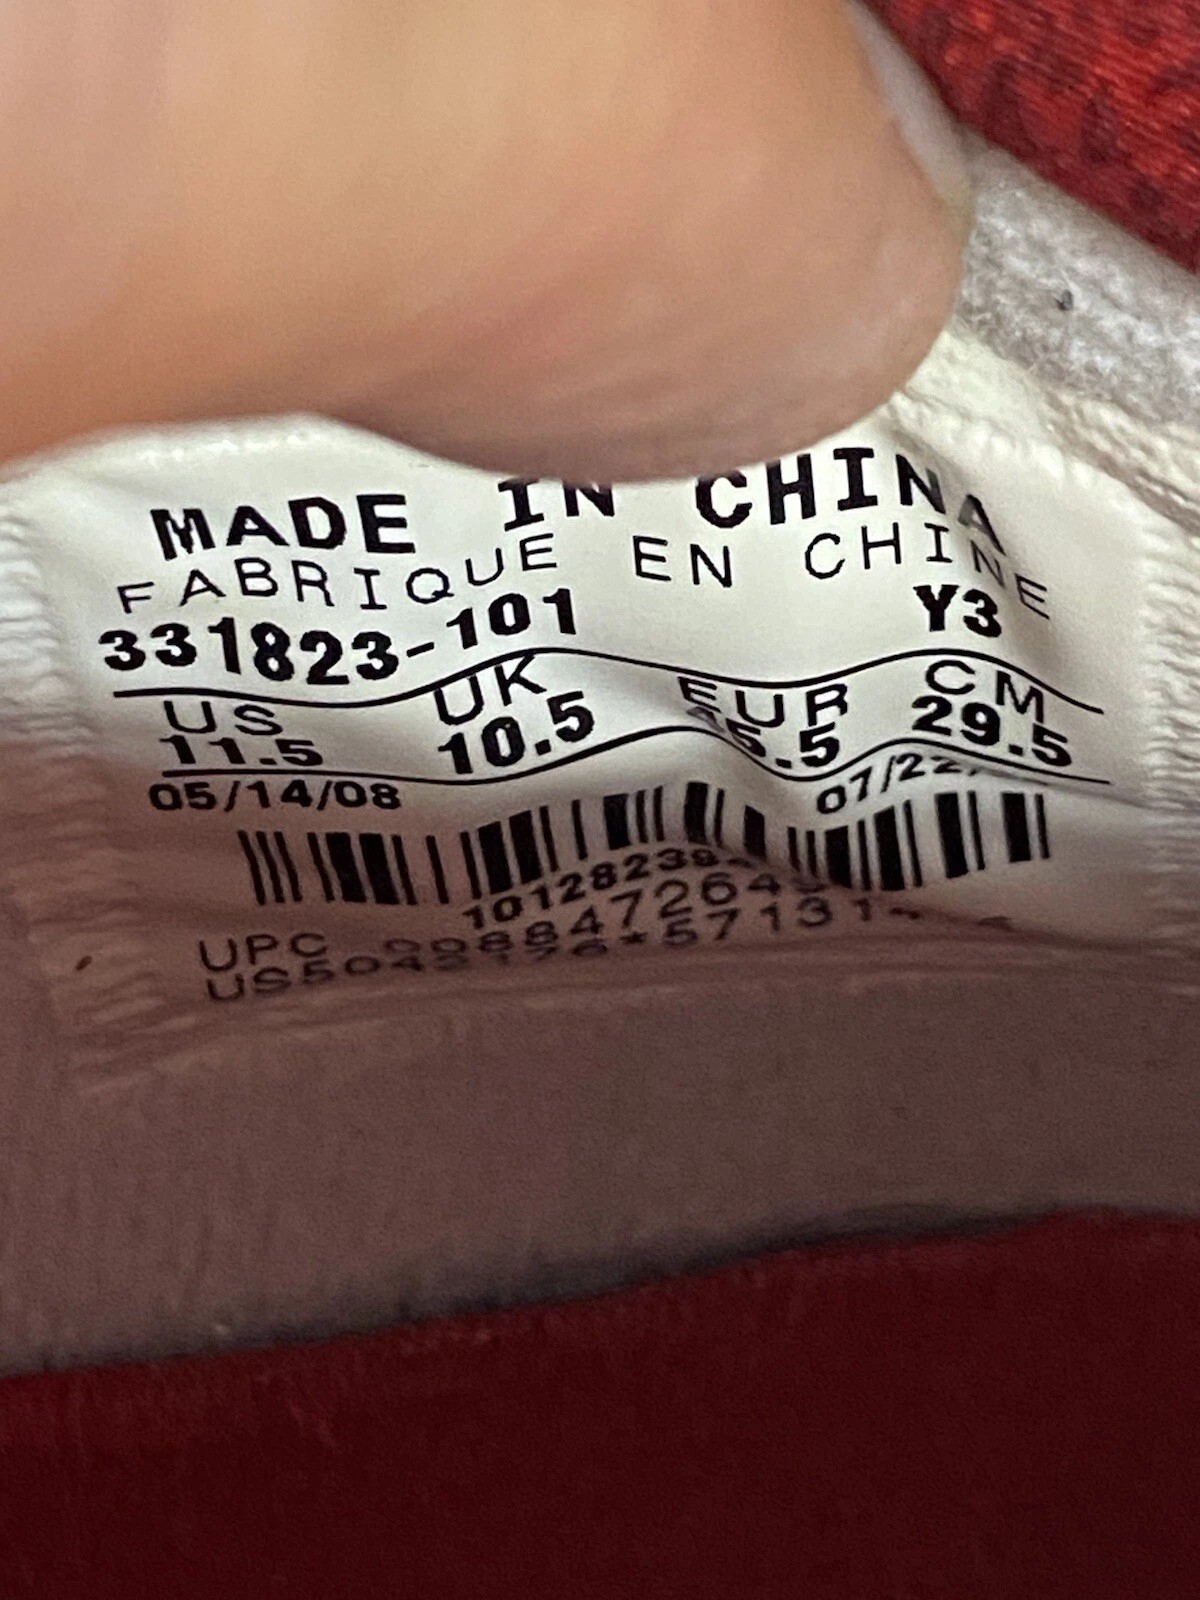 MADE IN CHINA
FABRIQUE EN CHINE
331823-101 Y3
US UK EUR CM
11.5 10.5 29.5
05/14/08
UPC